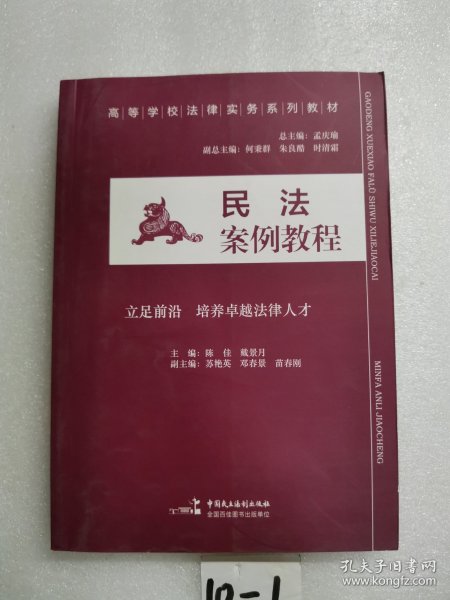 高等学校法律实务系列教材
总主编：孟庆瑜
副总主编：何秉群 朱良酷 时清霜
民法
案例教程
立足前沿 培养卓越法律人才
主 编：陈 佳 戴景月
副主编：苏艳英 邓春景 苗春刚
中国民主法制出版社
全国百佳图书出版单位
GAODENG XUEXIAO FALÜ SHIWU XILIEJIAOCAI
MINFA ANLI JIAOCHENG
10-1
孔夫子旧书网
www.kongfz.com